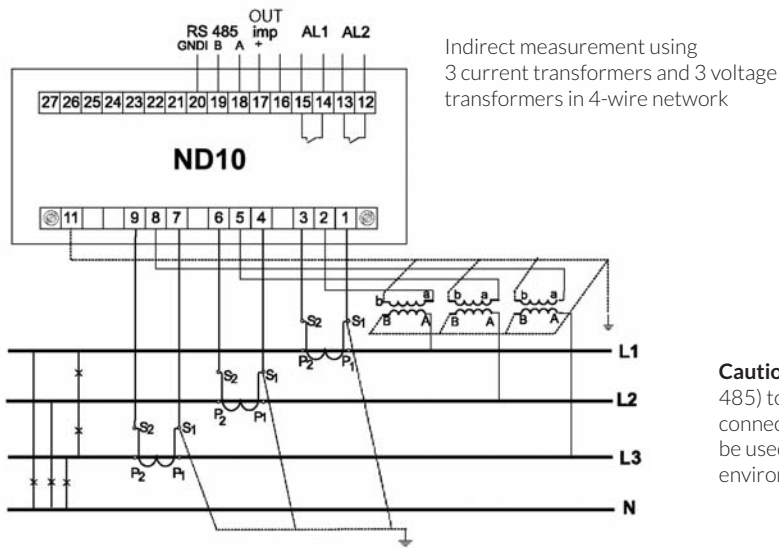 OUT
RS 485 imp AL1 AL2
GNDI B A +
Indirect measurement using
3 current transformers and 3 voltage
transformers in 4-wire network
27 26 25 24 23 22 21 20 19 18 17 16 15 14 13 12
ND10
11 9 8 7 6 5 4 3 2 1
b a b a b a
B A B A B A
S2 S1
P2 P1
L1
S2 S1
P2 P1
L2
S2 S1
P2 P1
L3
N
Cautio
485) to
connec
be used
environ